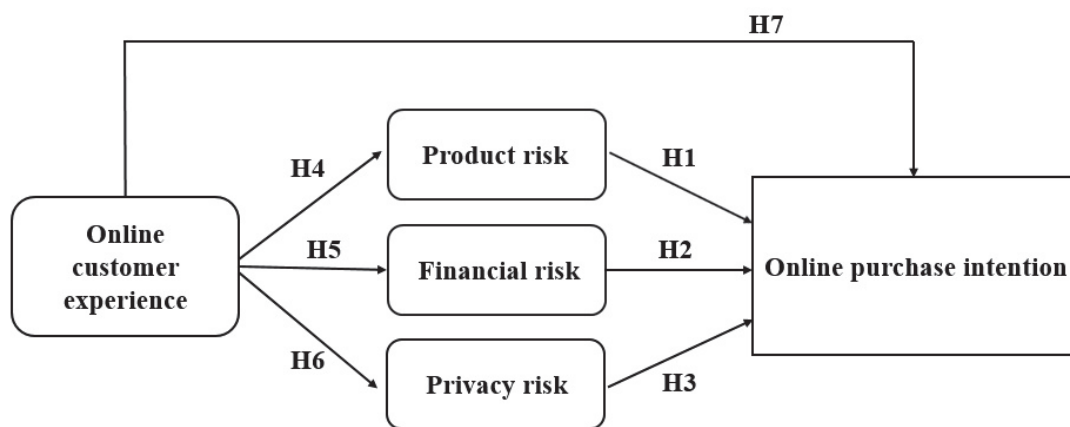 H7
Product risk
H4
H1
Online
customer
experience
H5
Financial risk
H2
Online purchase intention
H6
Privacy risk
H3